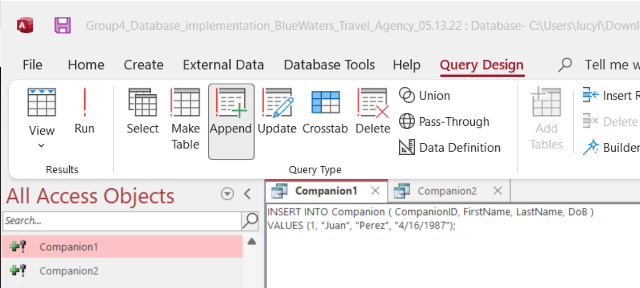 Group4_Database_implementation_BlueWaters_Travel_Agency_05.13.22 : Database- C:\Users\lucyl\Downl
File Home Create External Data Database Tools Help Query Design Tell me w
View Run Select Make Table Append Update Crosstab Delete
Union
Pass-Through
Data Definition
Add Tables
Insert R
Delete
Builder
Results Query Type
All Access Objects
Search...
Companion1
Companion2
Companion1 Companion2
INSERT INTO Companion ( CompanionID, FirstName, LastName, DoB )
VALUES (1, "Juan", "Perez", "4/16/1987");